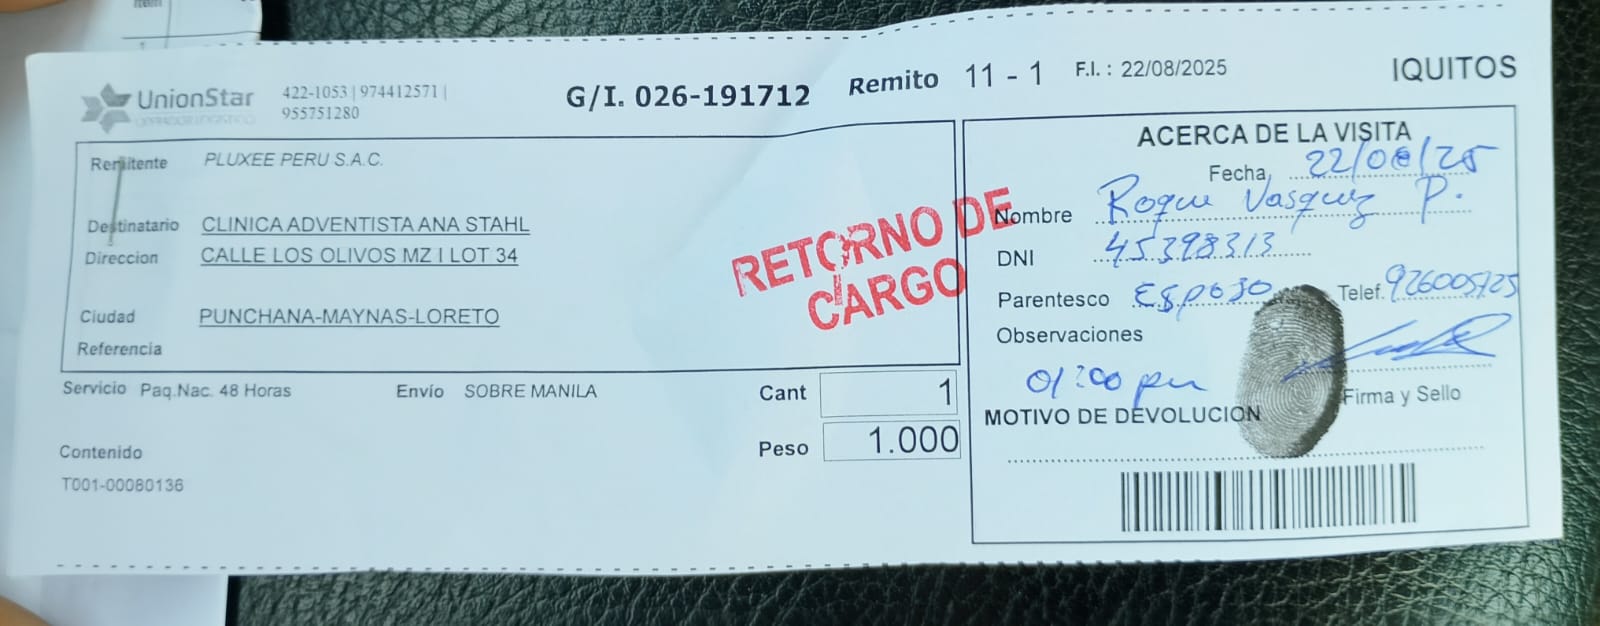 UnionStar
OPERADOR LOGISTICO
422-1053 | 974412571 |
955751280
G/I. 026-191712
Remito 11 - 1
F.I. : 22/08/2025
IQUITOS
Remitente PLUXEE PERU S.A.C.
Destinatario CLINICA ADVENTISTA ANA STAHL
Direccion CALLE LOS OLIVOS MZ I LOT 34
Ciudad PUNCHANA-MAYNAS-LORETO
Referencia
RETORNO DE
CARGO
Servicio Paq.Nac. 48 Horas Envío SOBRE MANILA
Cant 1
Peso 1.000
Contenido
T001-00080136
ACERCA DE LA VISITA
Fecha 22/08/25
Nombre Roque Vasquez P.
DNI 45398313
Parentesco Esposo Telef. 926005725
Observaciones
01:00 pm
Firma y Sello
MOTIVO DE DEVOLUCION